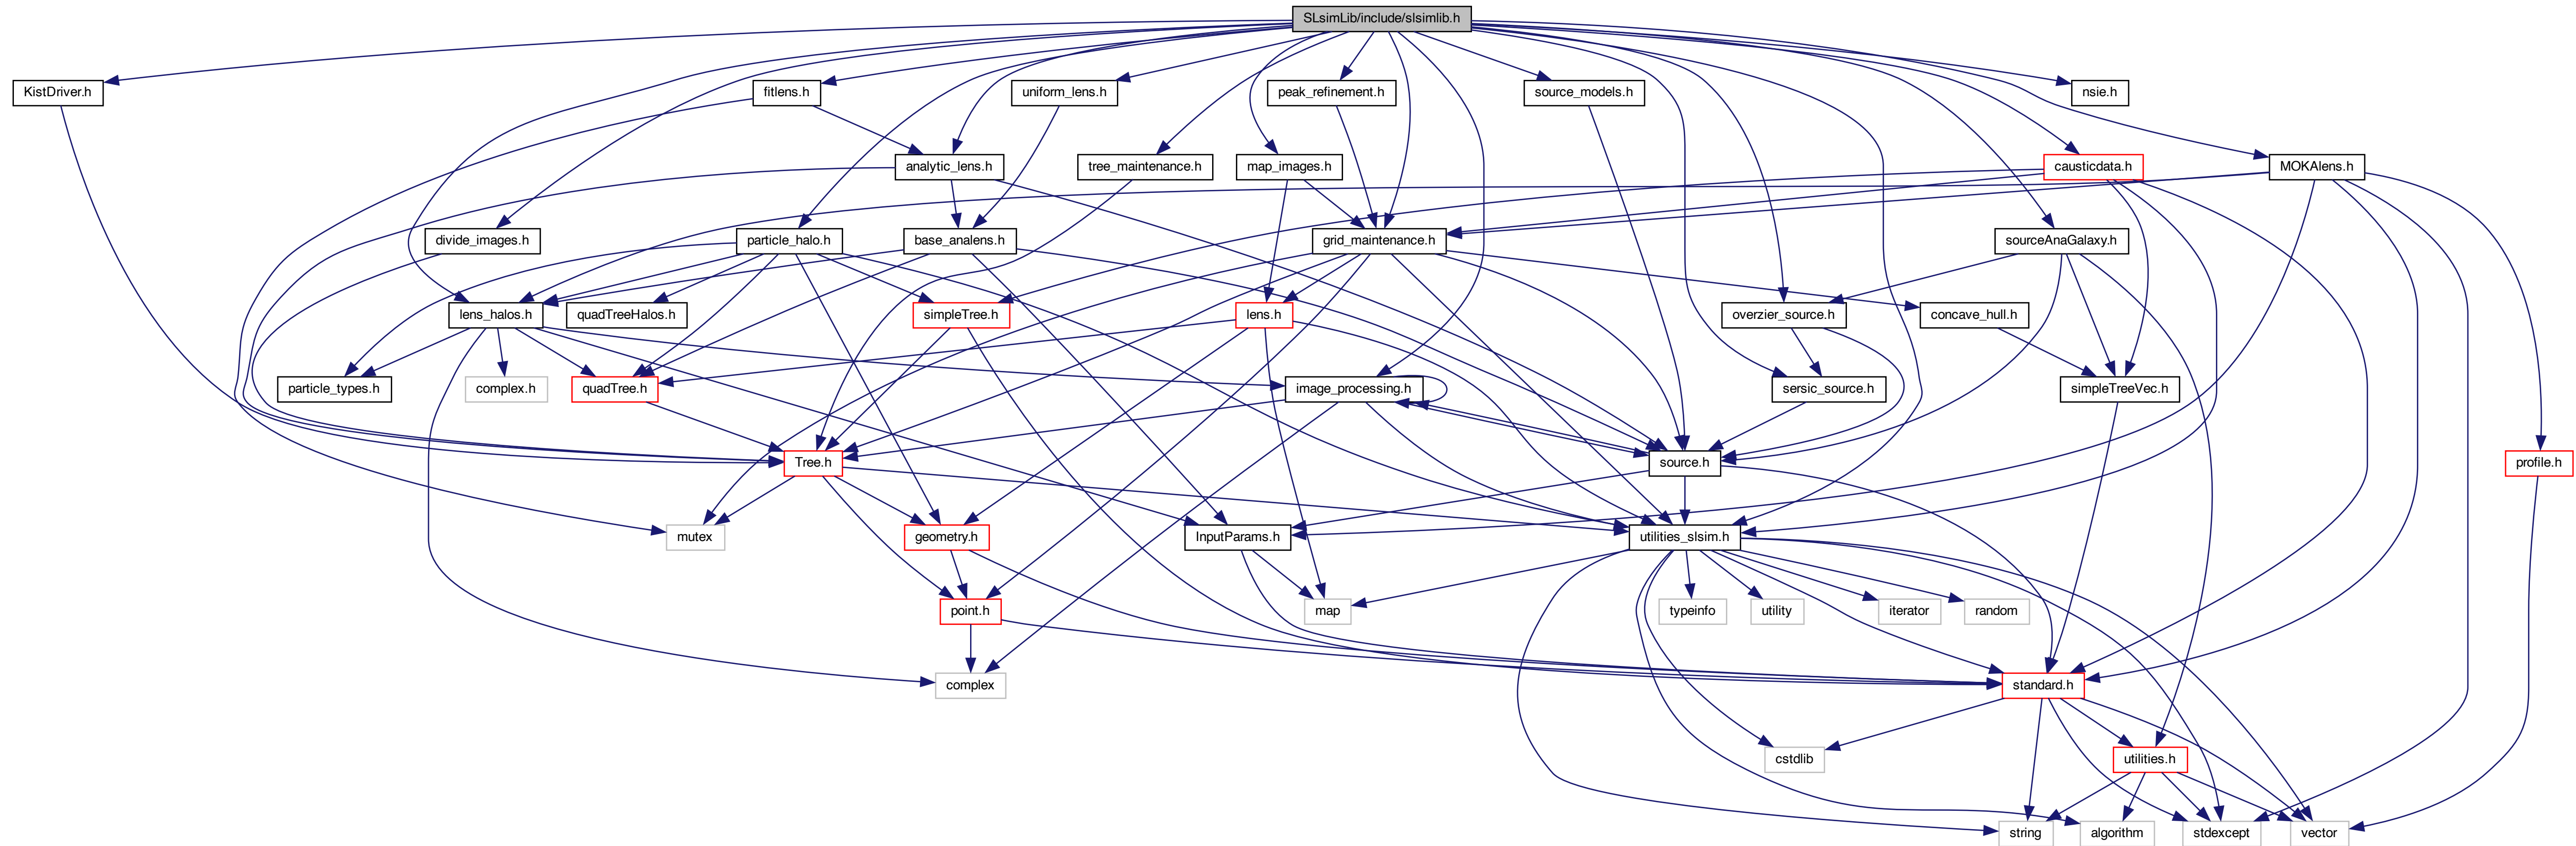 SLsimLib/include/slsimlib.h
KistDriver.h
fitlens.h
uniform_lens.h
peak_refinement.h
source_models.h
nsie.h
analytic_lens.h
tree_maintenance.h
map_images.h
causticdata.h
MOKAlens.h
divide_images.h
particle_halo.h
base_analens.h
grid_maintenance.h
sourceAnaGalaxy.h
lens_halos.h
quadTreeHalos.h
simpleTree.h
lens.h
overzier_source.h
concave_hull.h
particle_types.h
complex.h
quadTree.h
image_processing.h
sersic_source.h
simpleTreeVec.h
Tree.h
source.h
profile.h
mutex
geometry.h
InputParams.h
utilities_slsim.h
point.h
map
typeinfo
utility
iterator
random
complex
standard.h
cstdlib
utilities.h
string
algorithm
stdexcept
vector